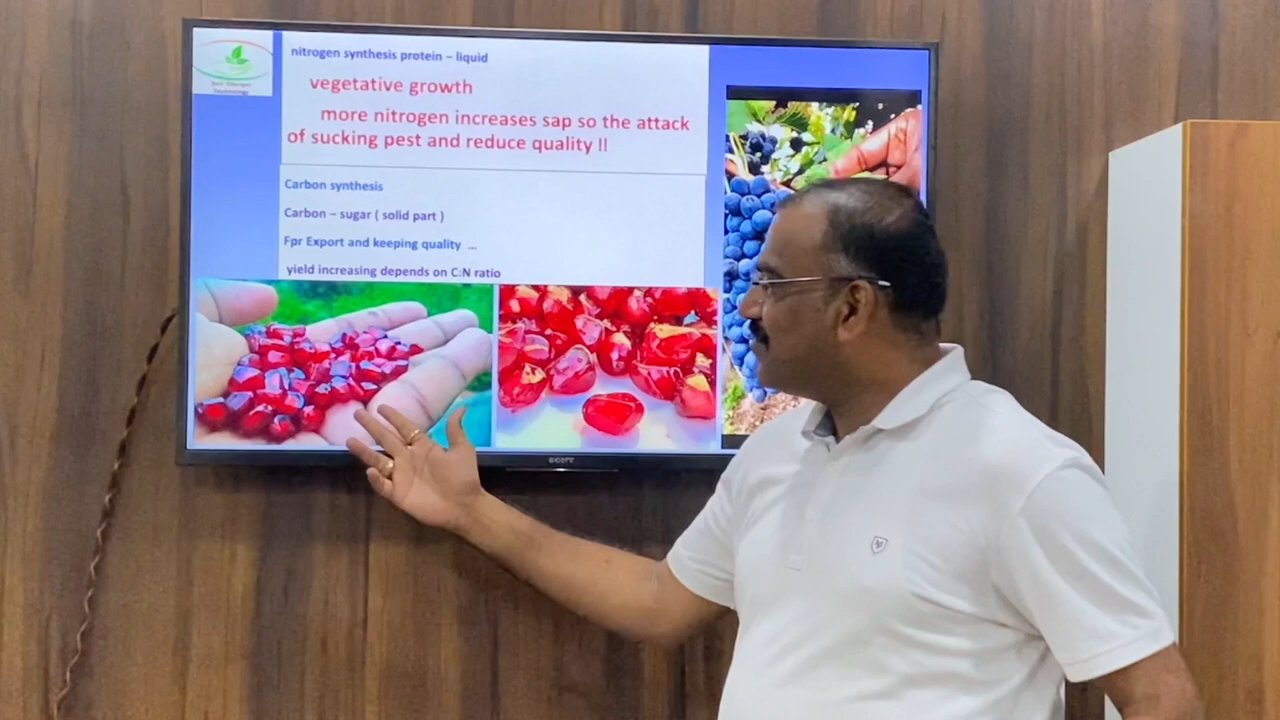 nitrogen synthesis protein – liquid
vegetative growth
more nitrogen increases sap so the attack
of sucking pest and reduce quality !!
Carbon synthesis
Carbon – sugar ( solid part )
Fpr Export and keeping quality ...
yield increasing depends on C:N ratio
SONY